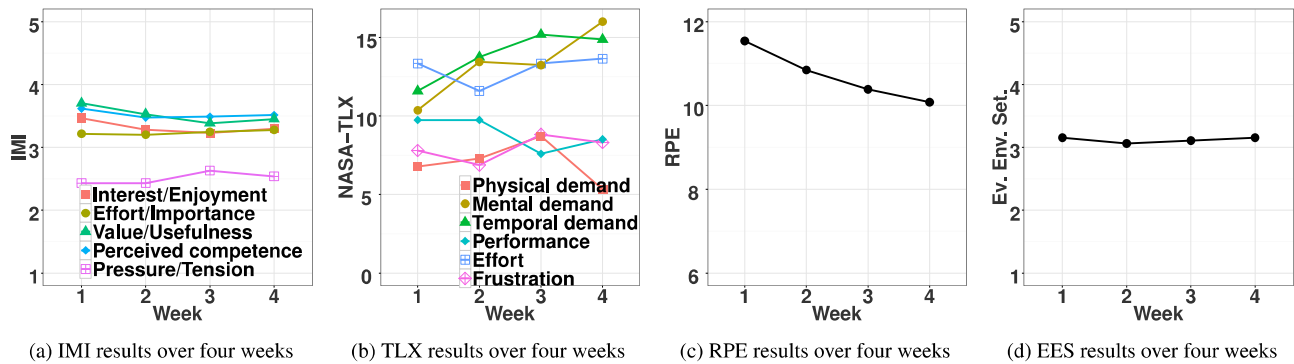 5
4
3
2
1
IMI
Interest/Enjoyment
Effort/Importance
Value/Usefulness
Perceived competence
Pressure/Tension
1 2 3 4
Week
(a) IMI results over four weeks
15
10
5
0
NASA-TLX
Physical demand
Mental demand
Temporal demand
Performance
Effort
Frustration
1 2 3 4
Week
(b) TLX results over four weeks
12
10
8
6
RPE
1 2 3 4
Week
(c) RPE results over four weeks
5
4
3
2
1
Ev. Env. Set.
1 2 3 4
Week
(d) EES results over four weeks